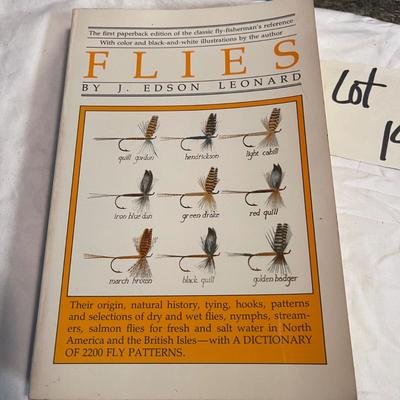 The first paperback edition of the classic fly-fisherman's reference
With color and black-and-white illustrations by the author
FLIES
BY J. EDSON LEONARD
quill gordon hendrickson light cahill
iron blue dun green drake red quill
march brown black quill golden badger
Their origin, natural history, tying, hooks, patterns
and selections of dry and wet flies, nymphs, stream-
ers, salmon flies for fresh and salt water in North
America and the British Isles—with A DICTIONARY
OF 2200 FLY PATTERNS.
Lot